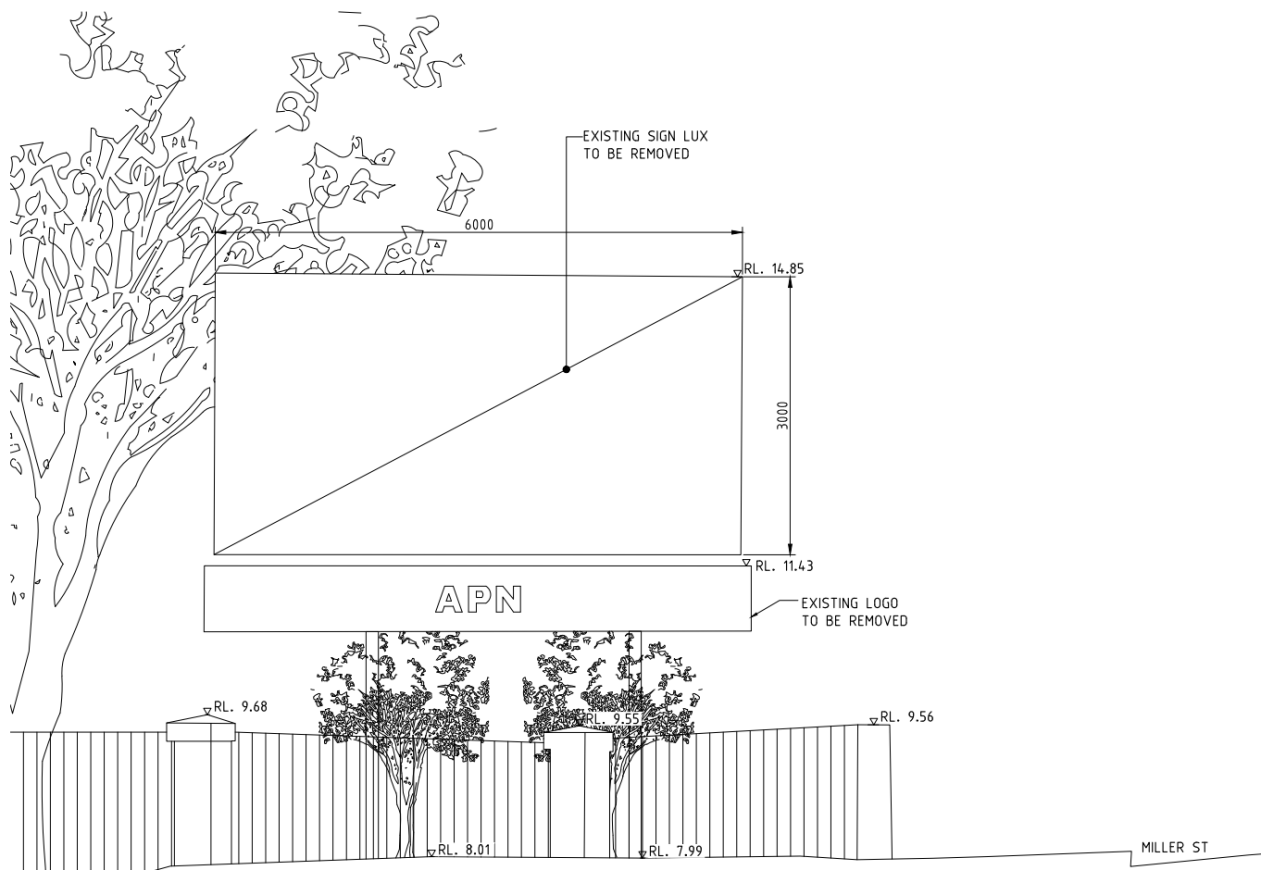 EXISTING SIGN LUX
TO BE REMOVED
6000
RL. 14.85
3000
RL. 11.43
APN
EXISTING LOGO
TO BE REMOVED
RL. 9.68
RL. 9.55
RL. 9.56
RL. 8.01
RL. 7.99
MILLER ST